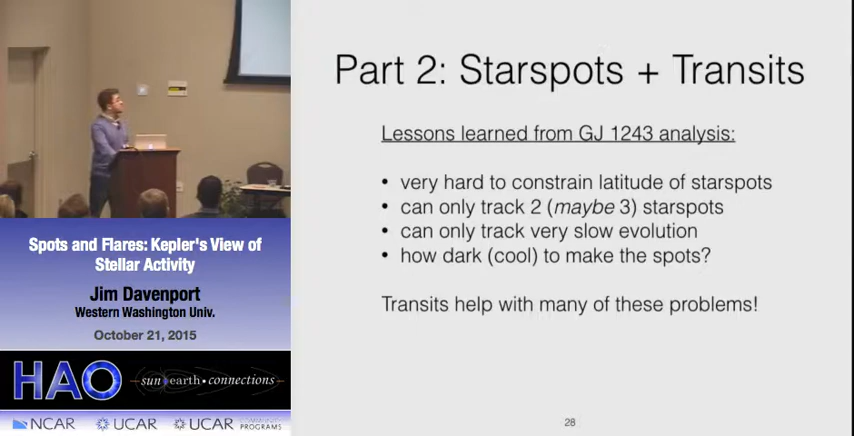 Part 2: Starspots + Transits
Lessons learned from GJ 1243 analysis:
• very hard to constrain latitude of starspots
• can only track 2 (maybe 3) starspots
• can only track very slow evolution
• how dark (cool) to make the spots?
Transits help with many of these problems!
28
Spots and Flares: Kepler's View of
Stellar Activity
Jim Davenport
Western Washington Univ.
October 21, 2015
HAO
sun earth • connections
NCAR
UCAR
UCAR COMMUNITY
PROGRAMS